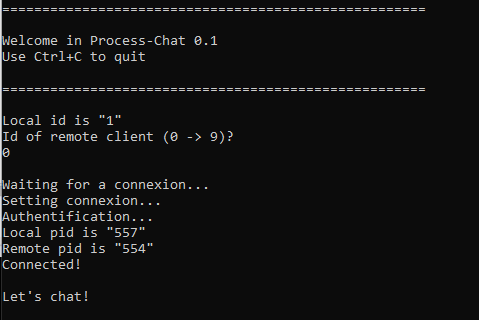 =====================================================
Welcome in Process-Chat 0.1
Use Ctrl+C to quit
=====================================================
Local id is "1"
Id of remote client (0 -> 9)?
0
Waiting for a connexion...
Setting connexion...
Authentification...
Local pid is "557"
Remote pid is "554"
Connected!
Let's chat!